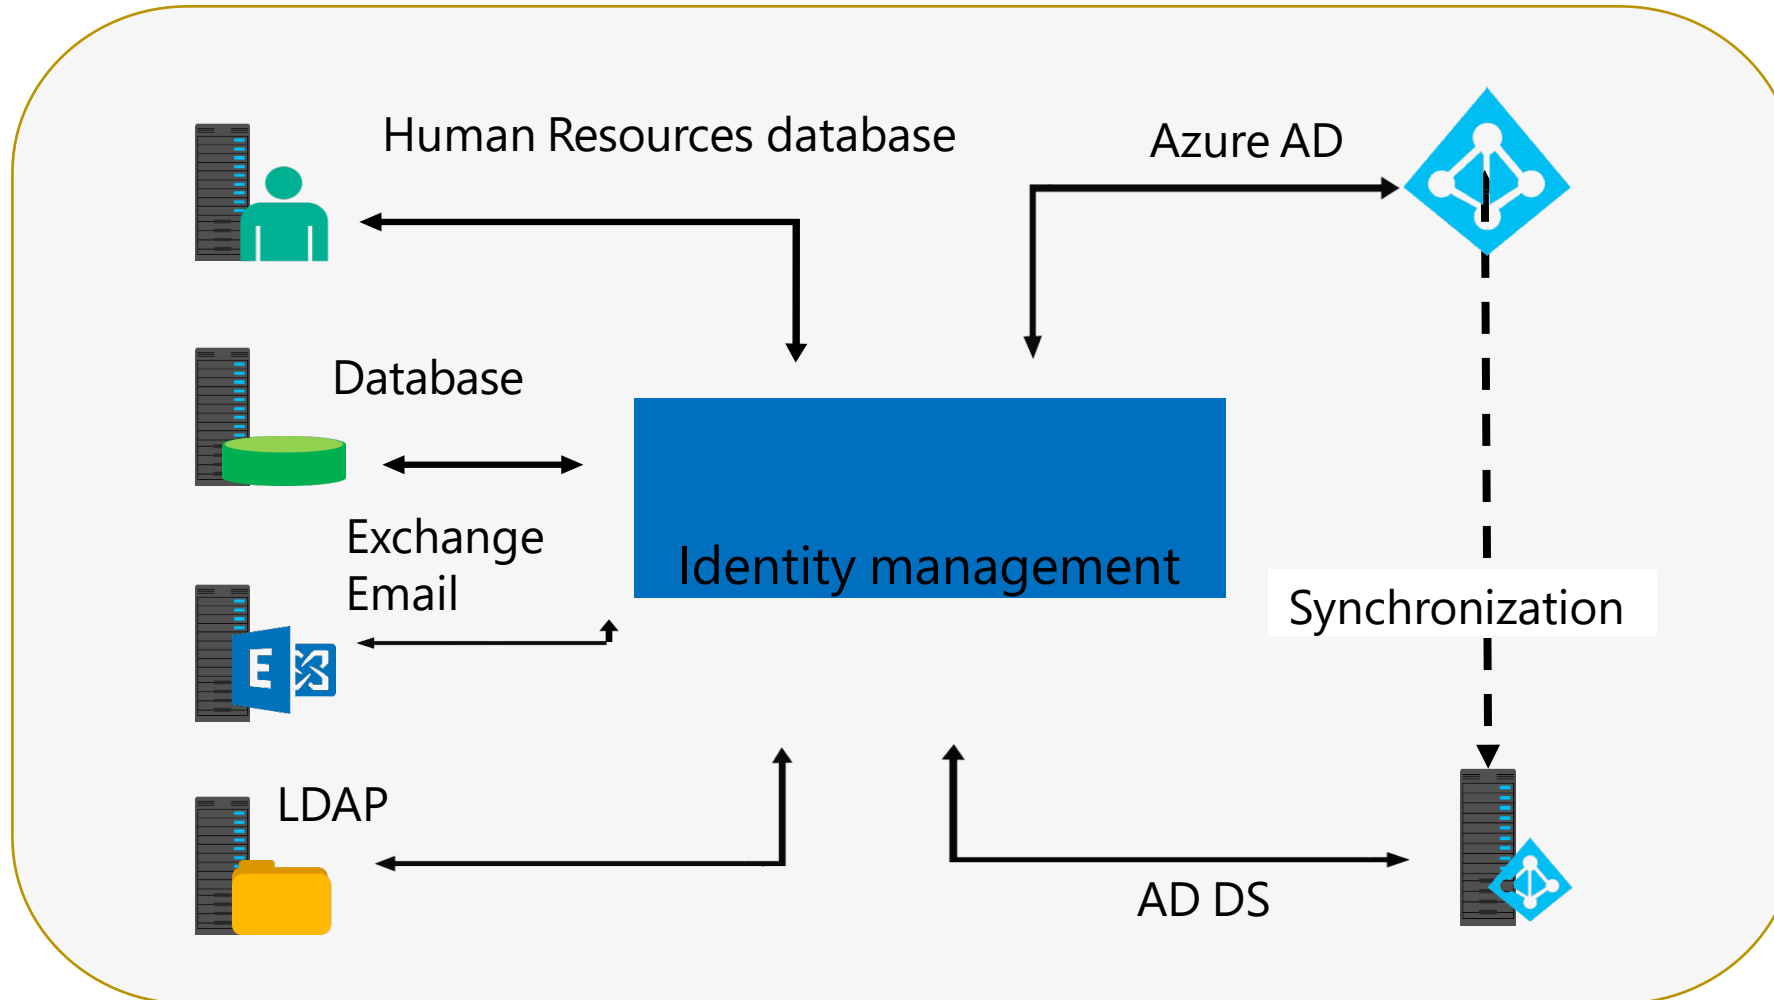 Human Resources database
Azure AD
Database
Exchange
Email
Identity management
Synchronization
E
LDAP
AD DS